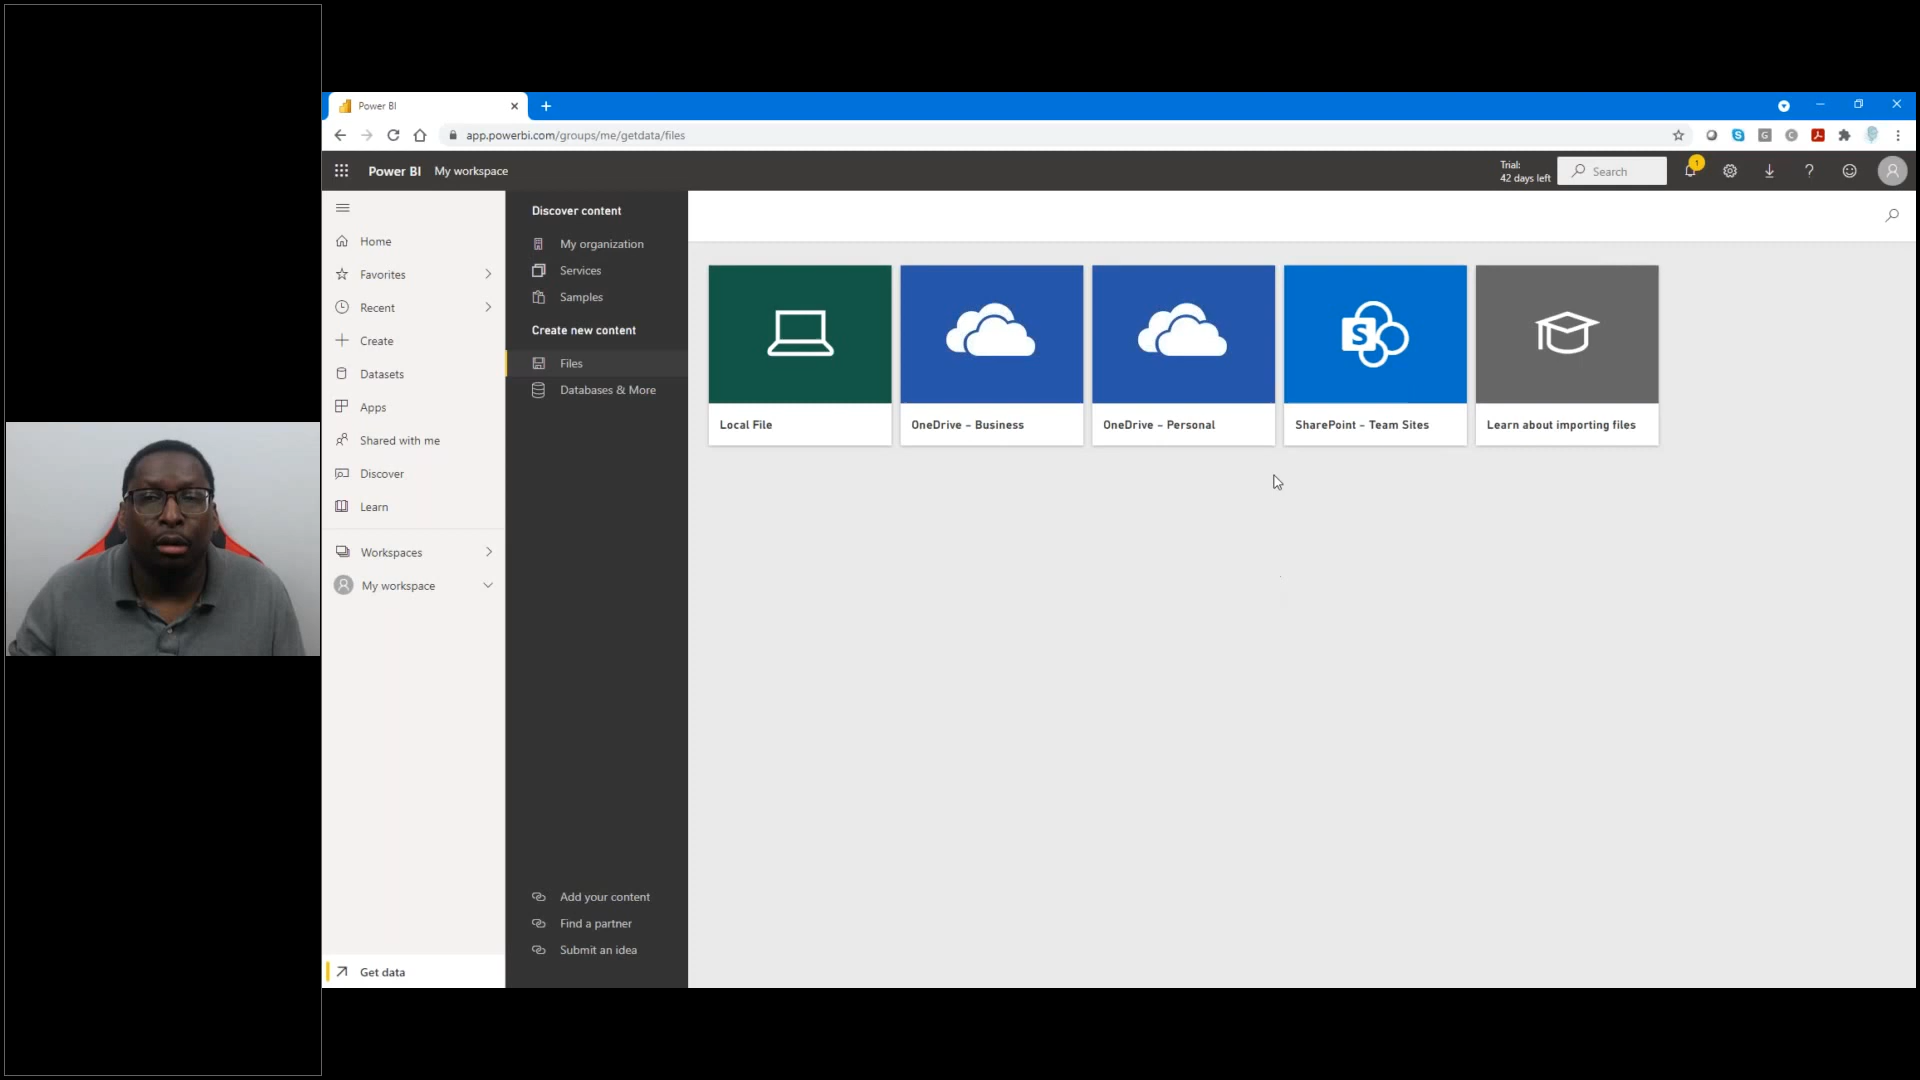 Power BI
app.powerbi.com/groups/me/getdata/files
Power BI My workspace
Trial:
42 days left
Search
1
Home
Favorites
Recent
Create
Datasets
Apps
Shared with me
Discover
Learn
Workspaces
My workspace
Get data
Discover content
My organization
Services
Samples
Create new content
Files
Databases & More
Add your content
Find a partner
Submit an idea
Local File
OneDrive – Business
OneDrive – Personal
S
SharePoint – Team Sites
Learn about importing files